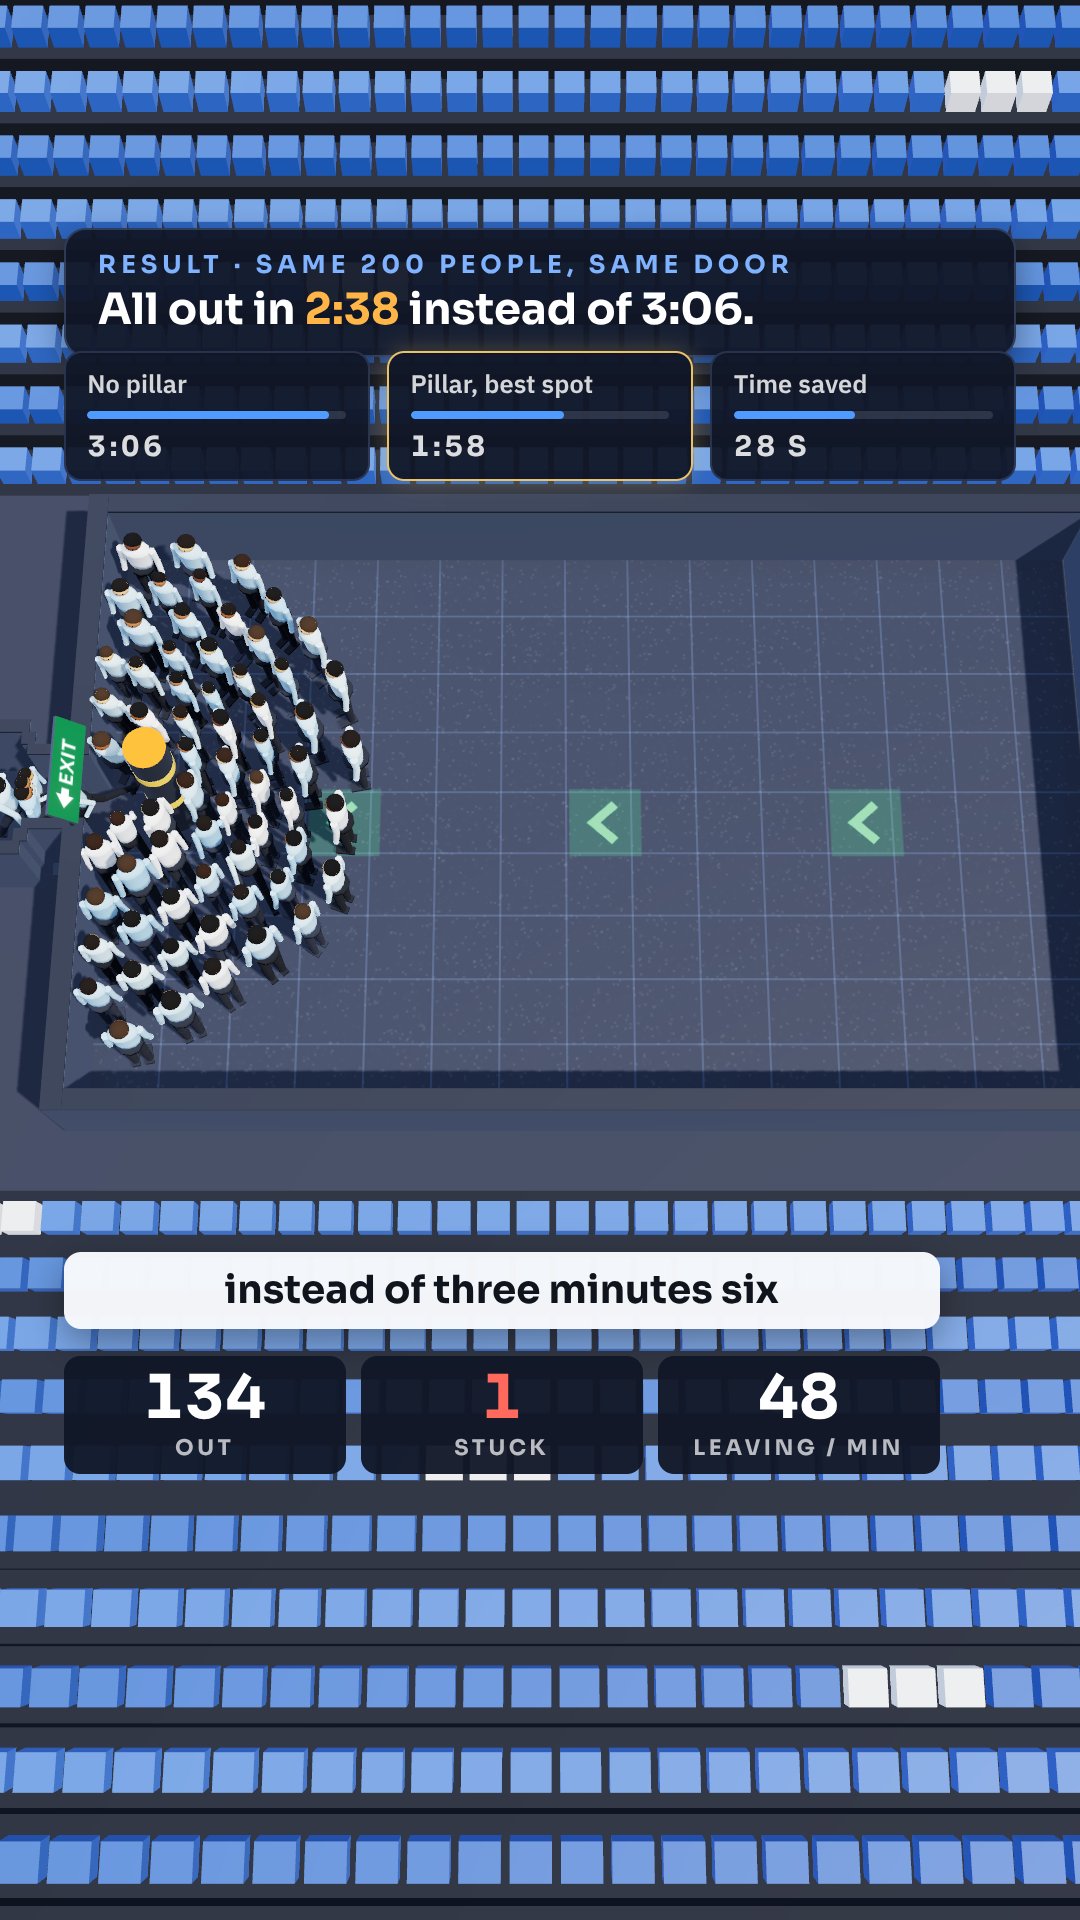 RESULT · SAME 200 PEOPLE, SAME DOOR
All out in 2:38 instead of 3:06.
No pillar
3:06
Pillar, best spot
1:58
Time saved
28 S
EXIT
instead of three minutes six
134
OUT
1
STUCK
48
LEAVING / MIN